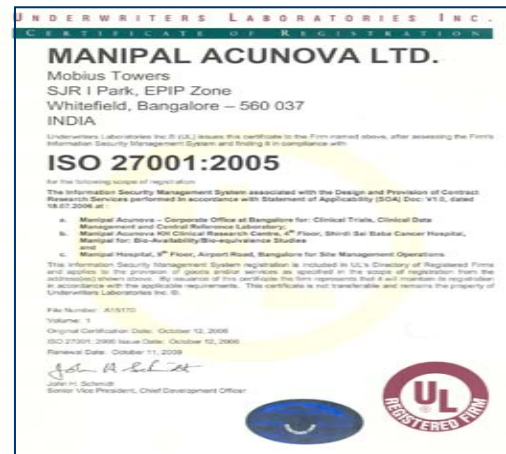 UNDERWRITERS LABORATORIES INC.
CERTIFICATE OF REGISTRATION
MANIPAL ACUNOVA LTD.
Mobius Towers
SJR I Park, EPIP Zone
Whitefield, Bangalore – 560 037
INDIA
Underwriters Laboratories Inc.® (UL) issues this certificate to the Firm named above, after assessing the Firm's
Information Security Management System and finding it in compliance with
ISO 27001:2005
for the following scope of registration
The Information Security Management System associated with the Design and Provision of Contract
Research Services performed in accordance with Statement of Applicability (SOA) Doc: V1.0, dated
18.07.2006 at :
a. Manipal Acunova – Corporate Office at Bangalore for: Clinical Trials, Clinical Data
Management and Central Reference Laboratory;
b. Manipal Acunova KH Clinical Research Centre, 4th Floor, Shirdi Sai Baba Cancer Hospital,
Manipal for: Bio-Availability/Bio-equivalence Studies
and
c. Manipal Hospital, 9th Floor, Airport Road, Bangalore for Site Management Operations
This Information Security Management System registration is included in UL's Directory of Registered Firms
and applies to the provision of goods and/or services as specified in the scope of registration from the
address(es) shown above. By issuance of this certificate the firm represents that it will maintain its registration
in accordance with the applicable requirements. This certificate is not transferable and remains the property of
Underwriters Laboratories Inc. ®.
File Number:
Volume: 1
Original Certification Date: October 12, 2006
ISO 27001: 2005 Issue Date: October 12, 2006
Renewal Date: October 11, 2009
John H. Schmidt
Senior Vice President, Chief Development Officer
UL
REGISTERED FIRM